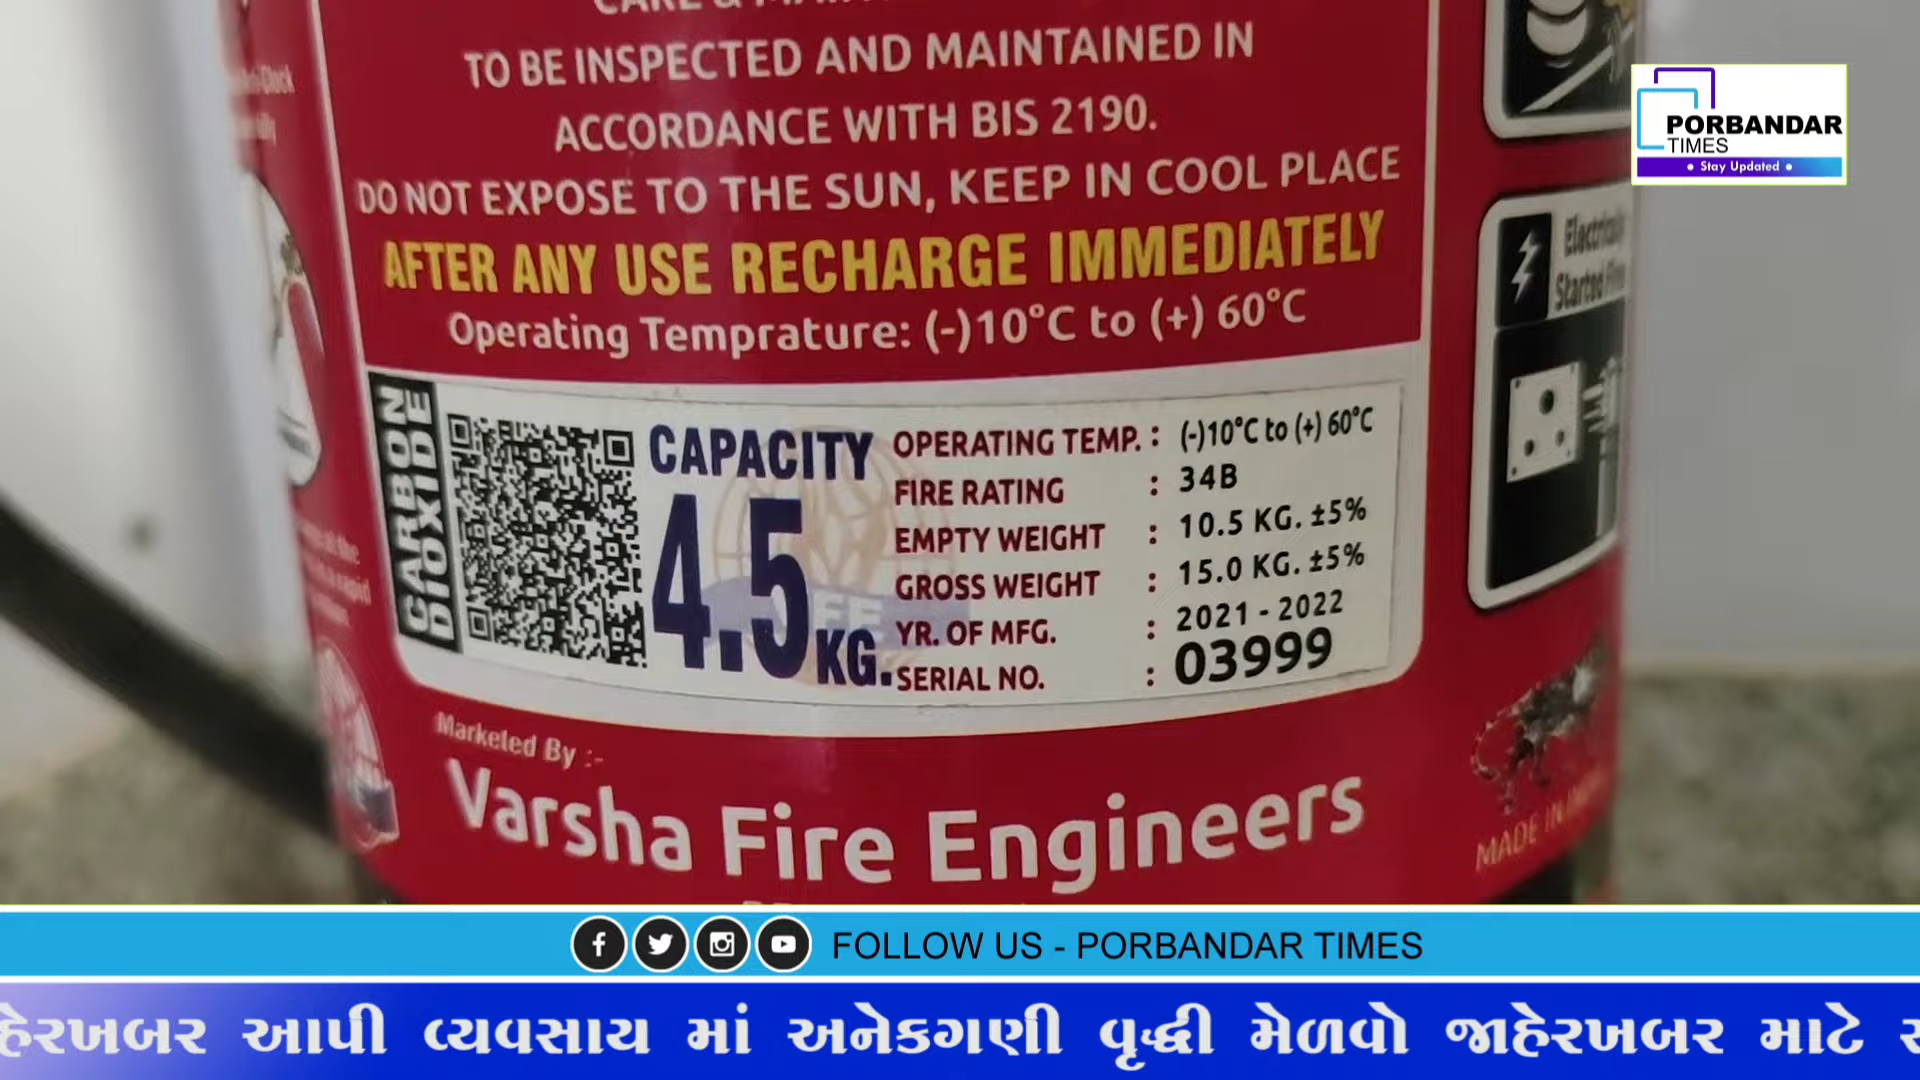 TO BE INSPECTED AND MAINTAINED IN
ACCORDANCE WITH BIS 2190.
DO NOT EXPOSE TO THE SUN, KEEP IN COOL PLACE
AFTER ANY USE RECHARGE IMMEDIATELY
Operating Temprature: (-)10°C to (+) 60°C
CARBON
DIOXIDE
CAPACITY
4.5 KG.
OPERATING TEMP. : (-)10°C to (+) 60°C
FIRE RATING : 34B
EMPTY WEIGHT : 10.5 KG. ±5%
GROSS WEIGHT : 15.0 KG. ±5%
YR. OF MFG. : 2021 - 2022
SERIAL NO. : 03999
Marketed By :-
Varsha Fire Engineers
MADE IN
Started
PORBANDAR
TIMES
• Stay Updated •
FOLLOW US - PORBANDAR TIMES
આપી વ્યવસાય માં અનેકગણી વૃદ્ધી મેળવો જાહેરખબર માટે